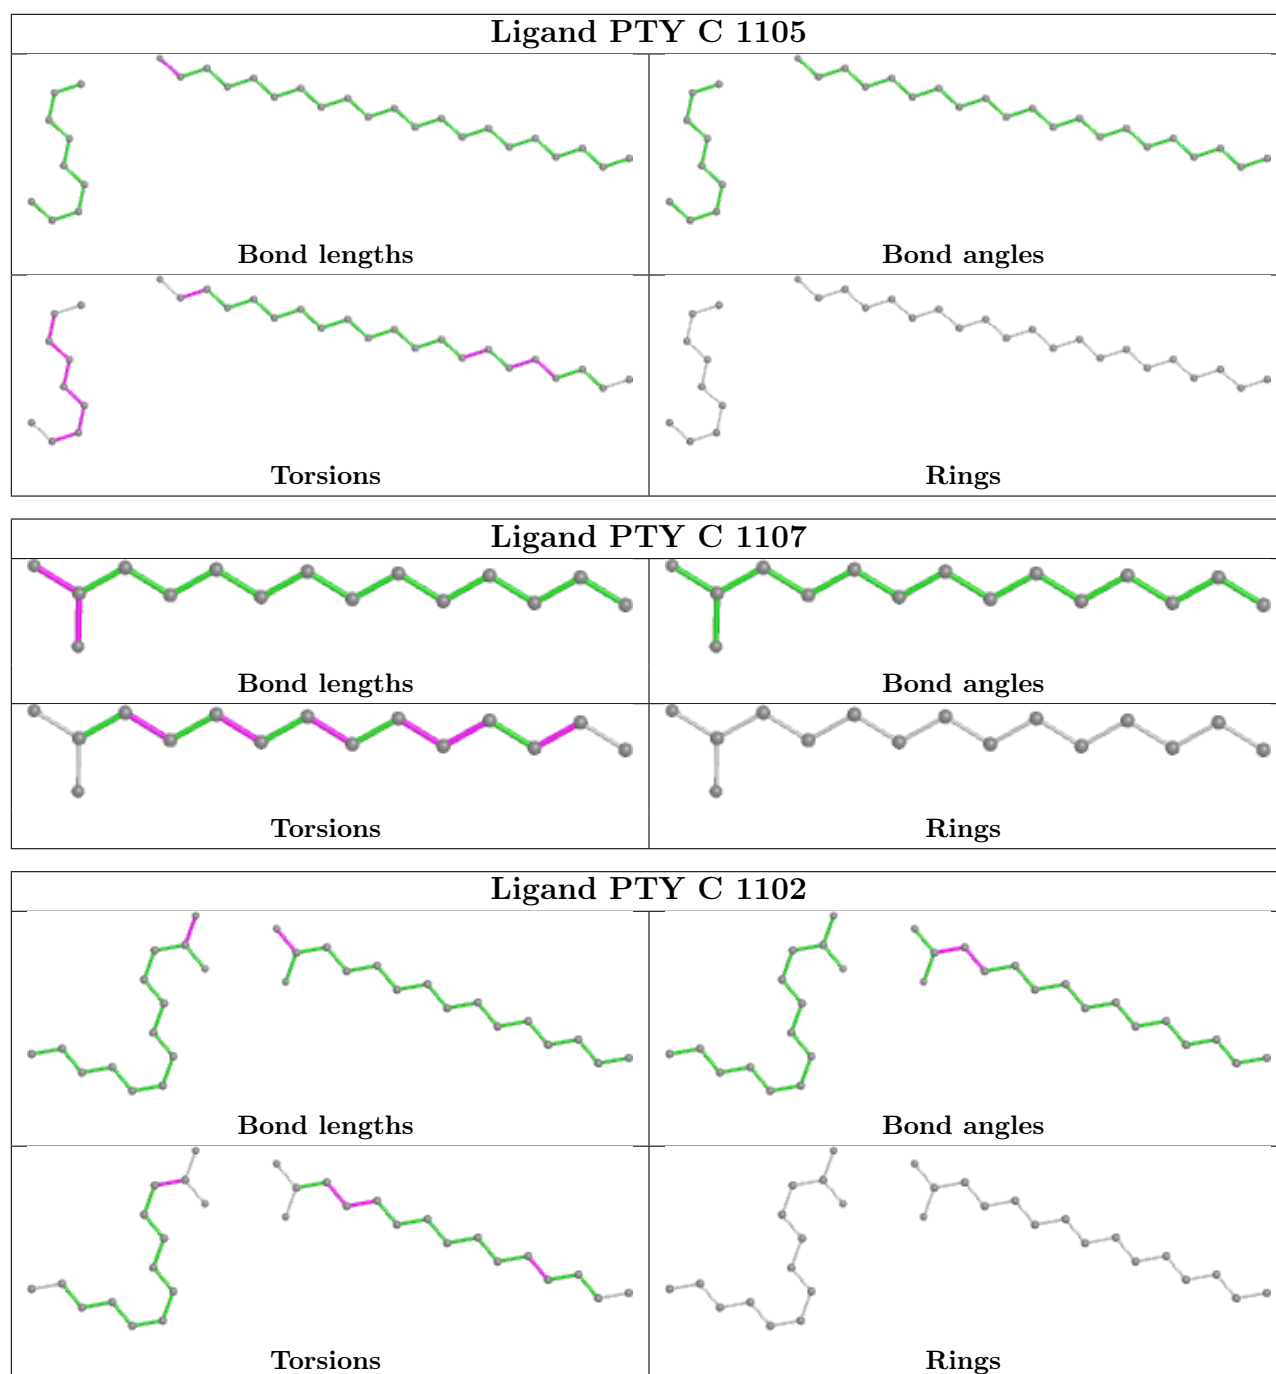 Ligand PTY C 1105
Bond lengths
Bond angles
Torsions
Rings
Ligand PTY C 1107
Bond lengths
Bond angles
Torsions
Rings
Ligand PTY C 1102
Bond lengths
Bond angles
Torsions
Rings